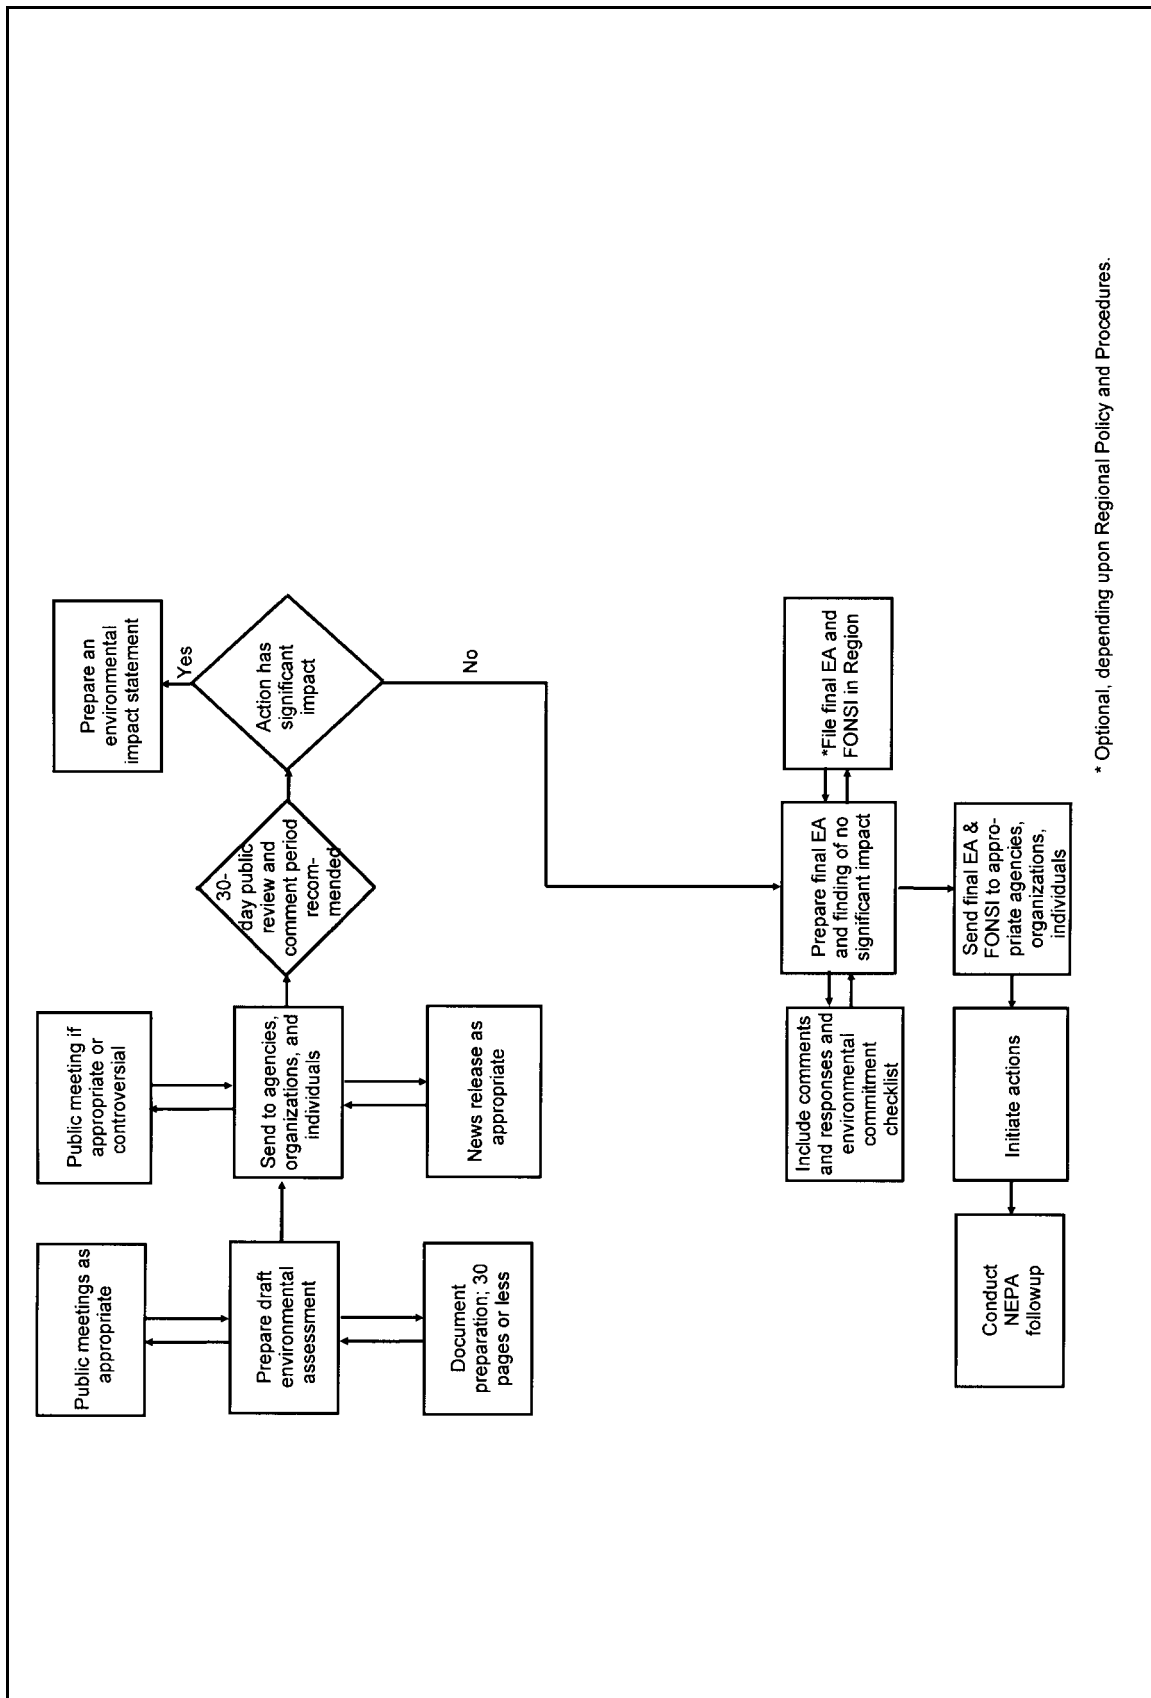 Public meetings as
appropriate
Prepare draft
environmental
assessment
Document
preparation; 30
pages or less
Public meeting if
appropriate or
controversial
Send to agencies,
organizations, and
individuals
News release as
appropriate
30-
day public
review and
comment period
recom-
mended
Action has
significant
impact
Yes
Prepare an
environmental
impact statement
No
Include comments
and responses and
environmental
commitment
checklist
Prepare final EA
and finding of no
significant impact
*File final EA and
FONSI in Region
Conduct
NEPA
followup
Initiate actions
Send final EA &
FONSI to appro-
priate agencies,
organizations,
individuals
* Optional, depending upon Regional Policy and Procedures.